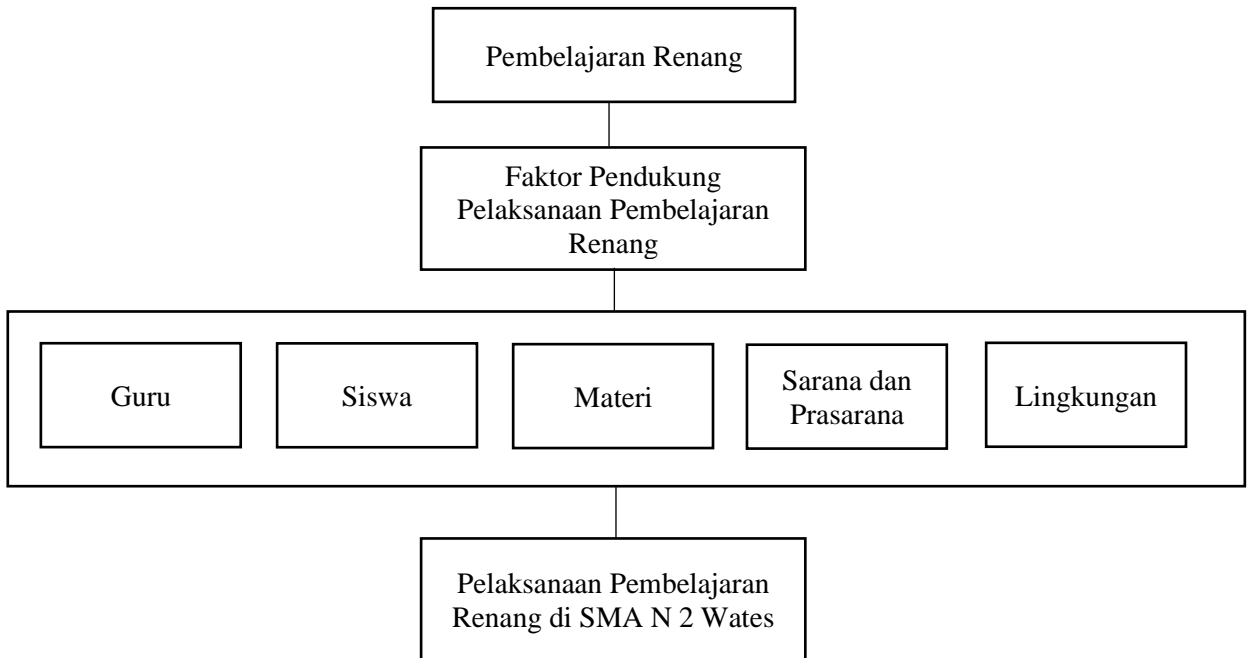 Pembelajaran Renang
Faktor Pendukung
Pelaksanaan Pembelajaran
Renang
Guru
Siswa
Materi
Sarana dan
Prasarana
Lingkungan
Pelaksanaan Pembelajaran
Renang di SMA N 2 Wates